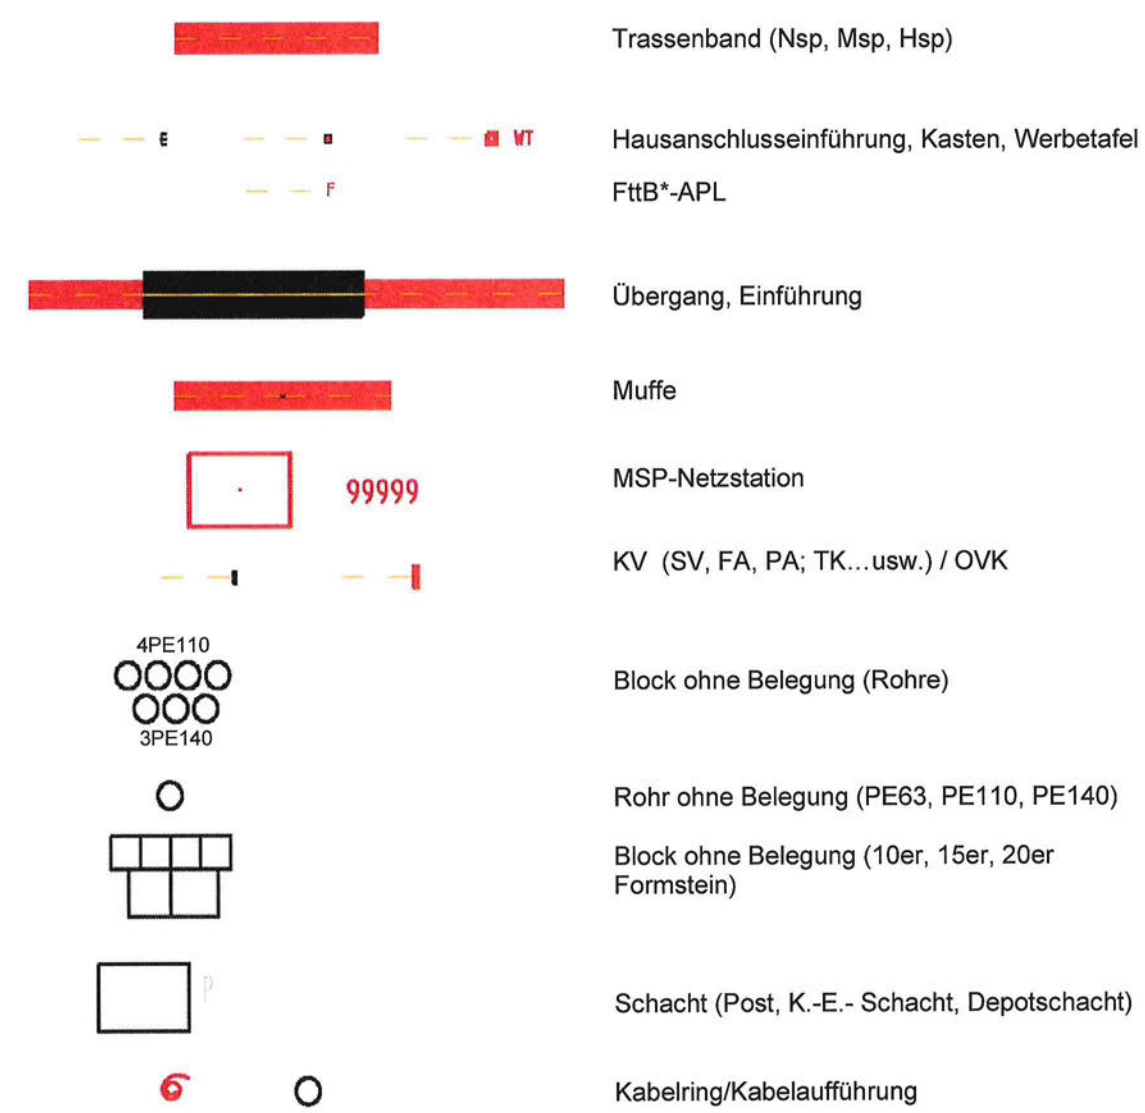 Trassenband (Nsp, Msp, Hsp)
E
WT
Hausanschlusseinführung, Kasten, Werbetafel
F
FttB*-APL
Übergang, Einführung
Muffe
99999
MSP-Netzstation
KV (SV, FA, PA; TK…usw.) / OVK
4PE110
Block ohne Belegung (Rohre)
3PE140
Rohr ohne Belegung (PE63, PE110, PE140)
Block ohne Belegung (10er, 15er, 20er
Formstein)
P
Schacht (Post, K.-E.- Schacht, Depotschacht)
Kabelring/Kabelaufführung